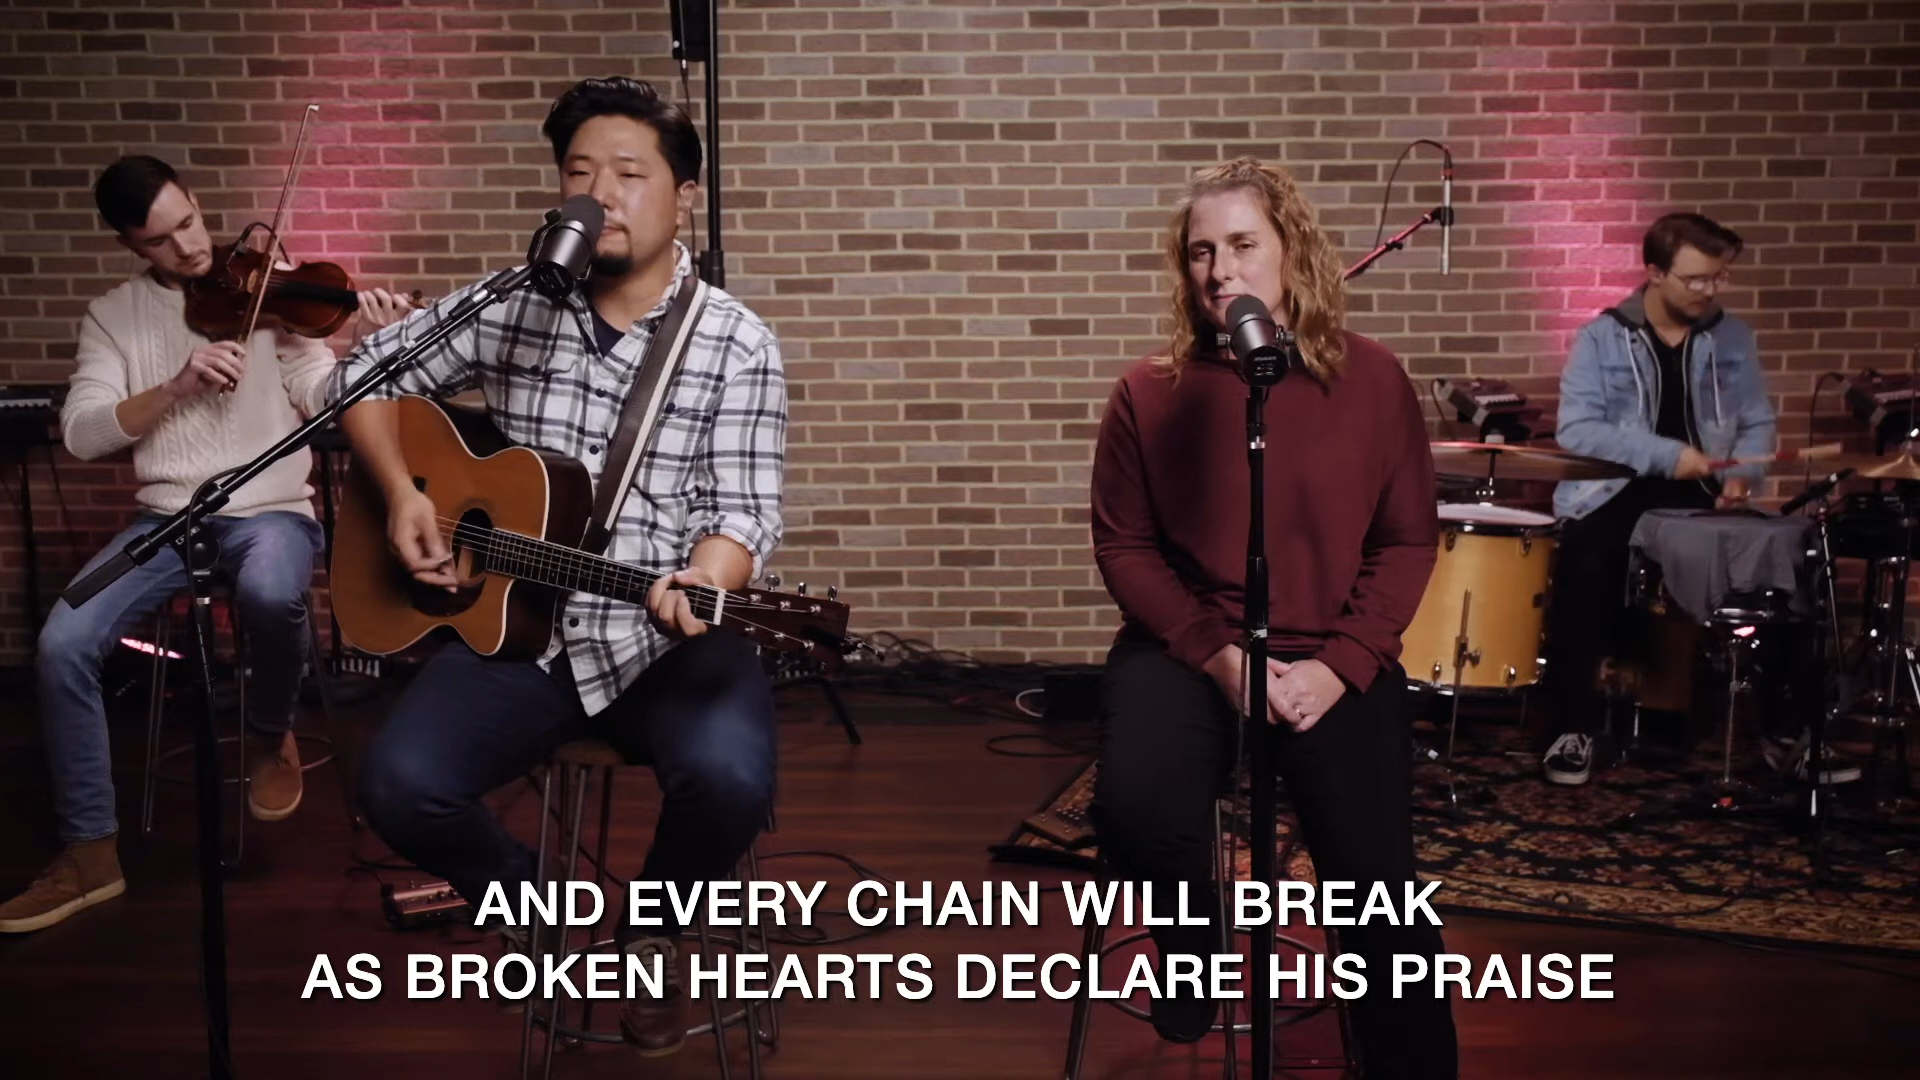 AND EVERY CHAIN WILL BREAK
AS BROKEN HEARTS DECLARE HIS PRAISE